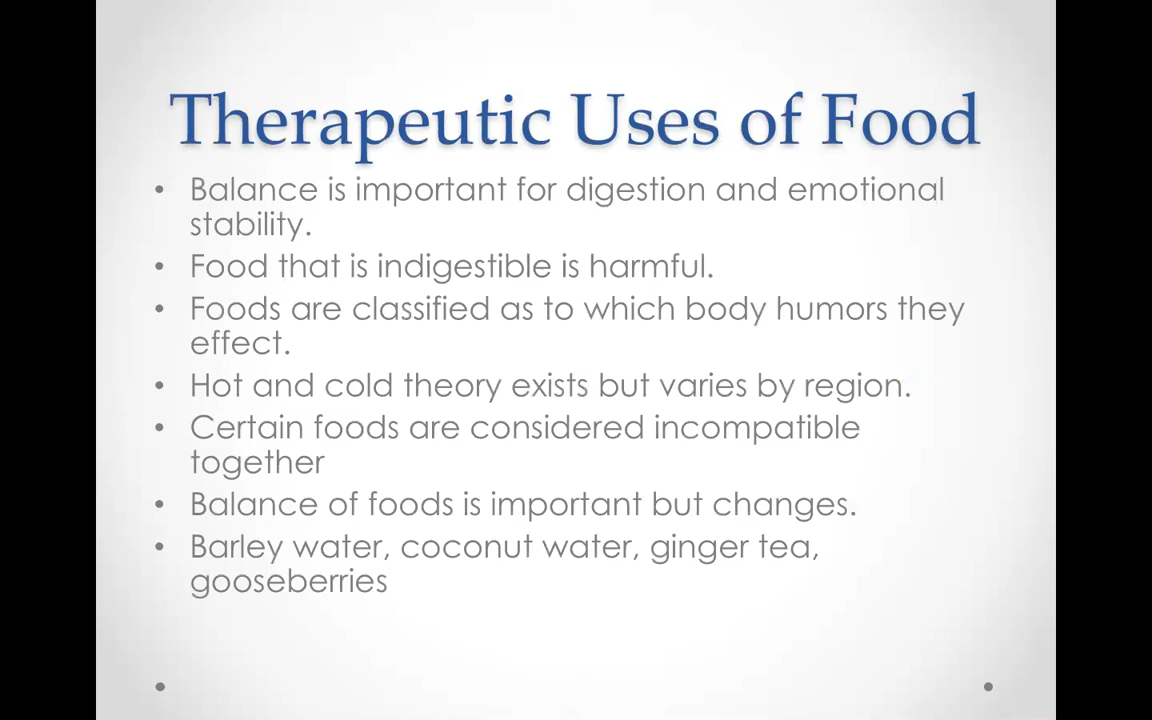 Therapeutic Uses of Food
• Balance is important for digestion and emotional
stability.
• Food that is indigestible is harmful.
• Foods are classified as to which body humors they
effect.
• Hot and cold theory exists but varies by region.
• Certain foods are considered incompatible
together
• Balance of foods is important but changes.
• Barley water, coconut water, ginger tea,
gooseberries